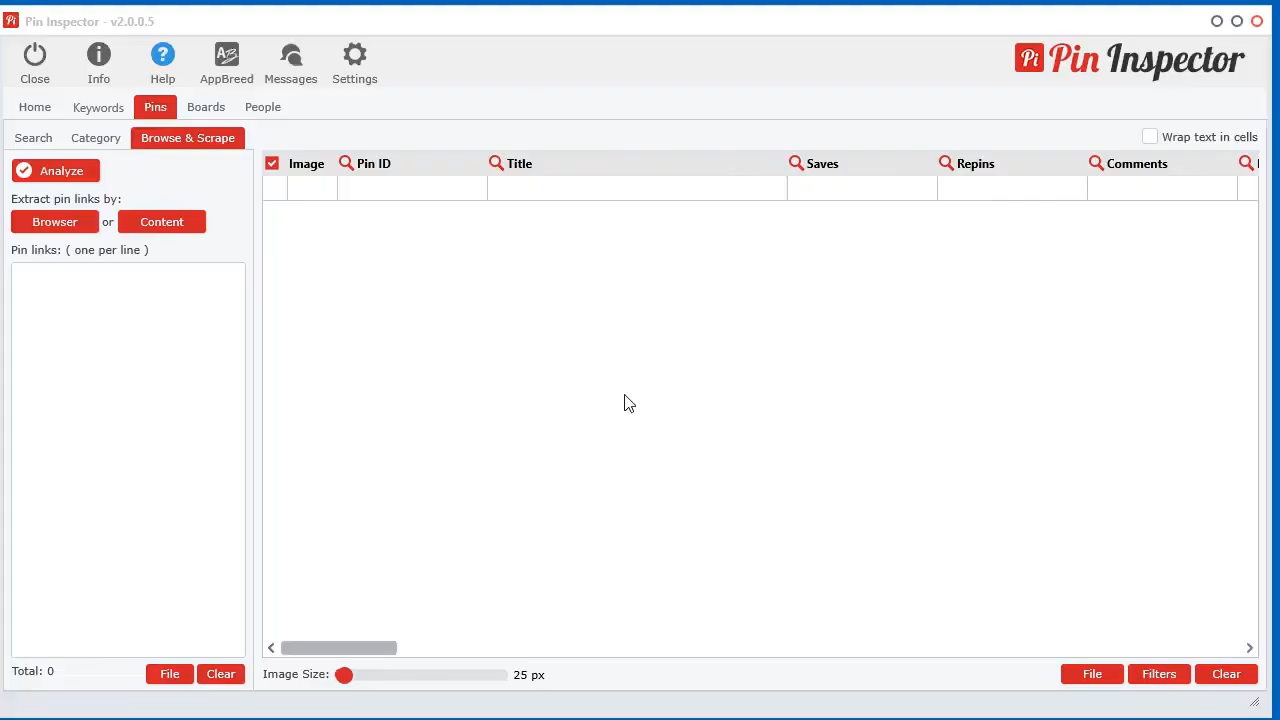 Pin Inspector - v2.0.0.5
Close Info Help AppBreed Messages Settings
Pi Pin Inspector
Home Keywords Pins Boards People
Search Category Browse & Scrape
Wrap text in cells
Analyze
Image Pin ID Title Saves Repins Comments
Extract pin links by:
Browser or Content
Pin links: ( one per line )
Total: 0 File Clear
Image Size: 25 px File Filters Clear